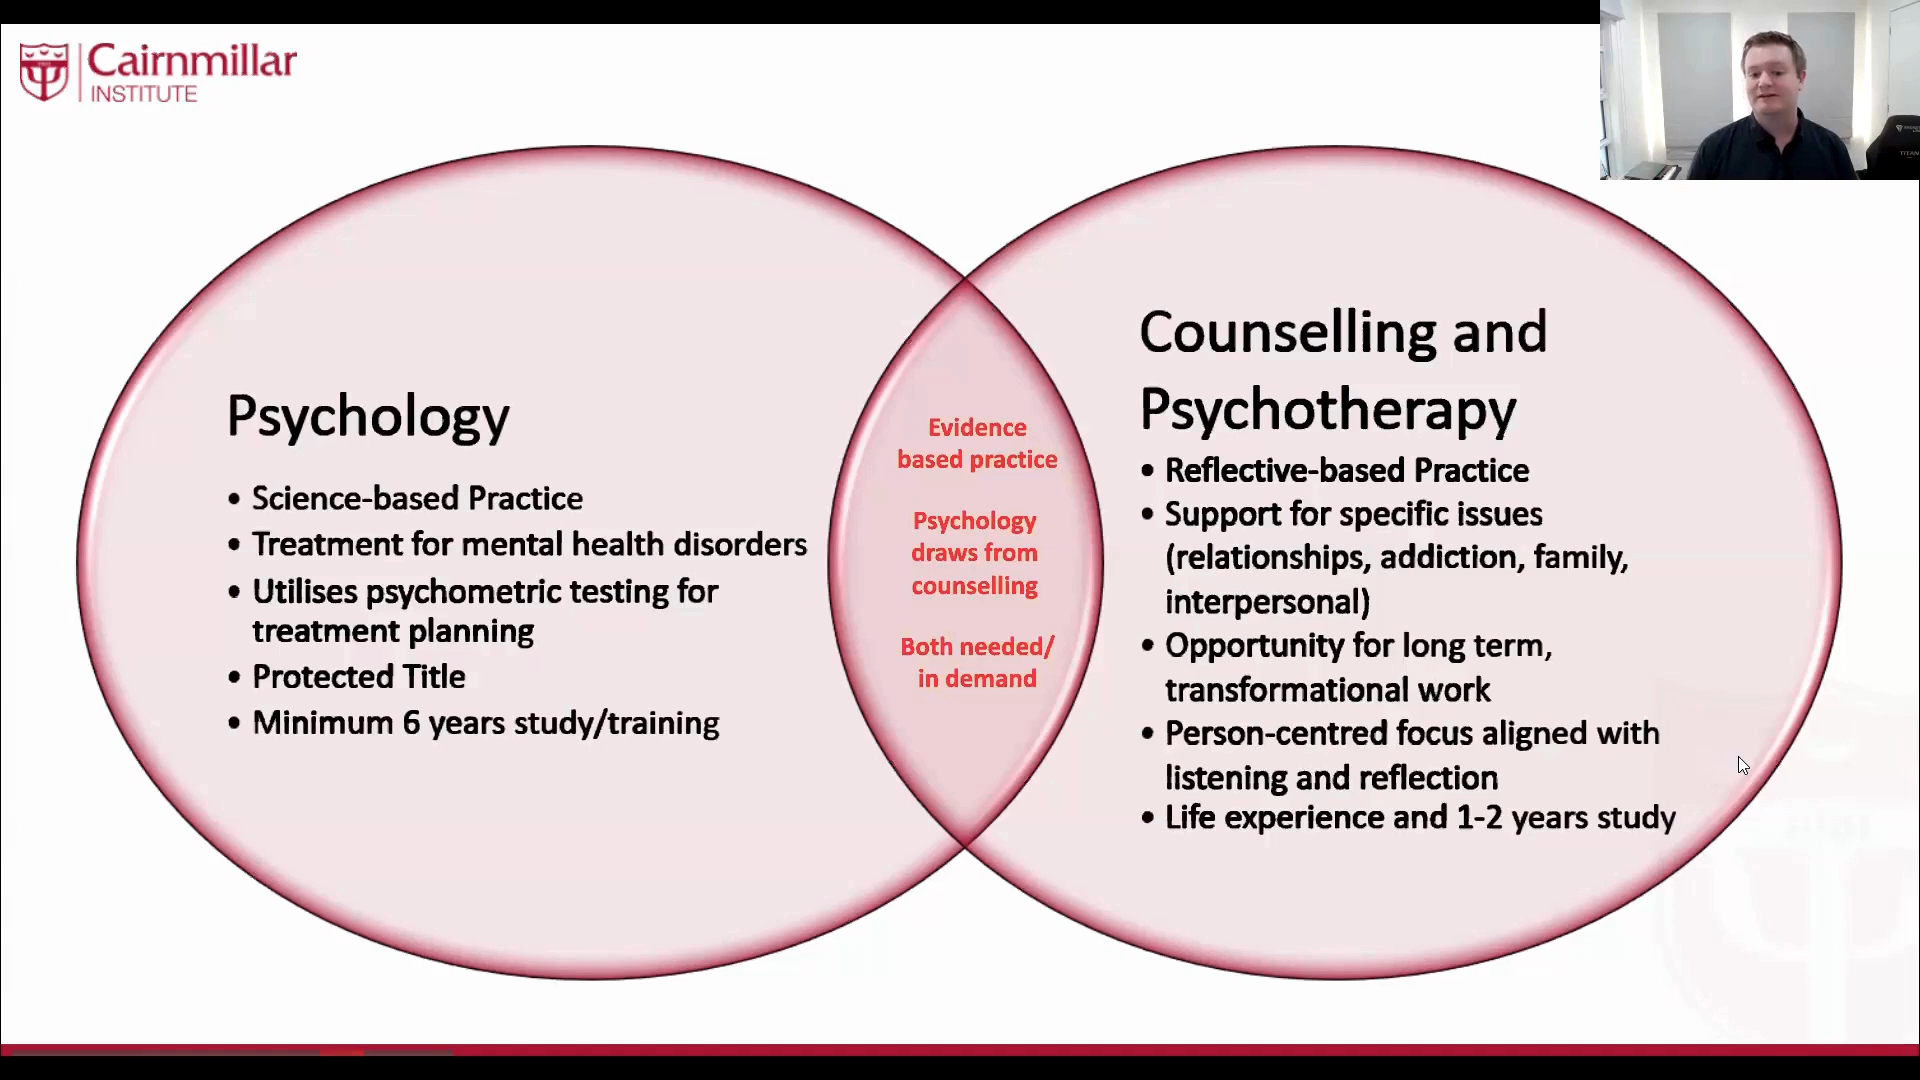 Cairnmillar
INSTITUTE
Psychology
• Science-based Practice
• Treatment for mental health disorders
• Utilises psychometric testing for
treatment planning
• Protected Title
• Minimum 6 years study/training
Evidence
based practice
Psychology
draws from
counselling
Both needed/
in demand
Counselling and
Psychotherapy
• Reflective-based Practice
• Support for specific issues
(relationships, addiction, family,
interpersonal)
• Opportunity for long term,
transformational work
• Person-centred focus aligned with
listening and reflection
• Life experience and 1-2 years study
TITAN